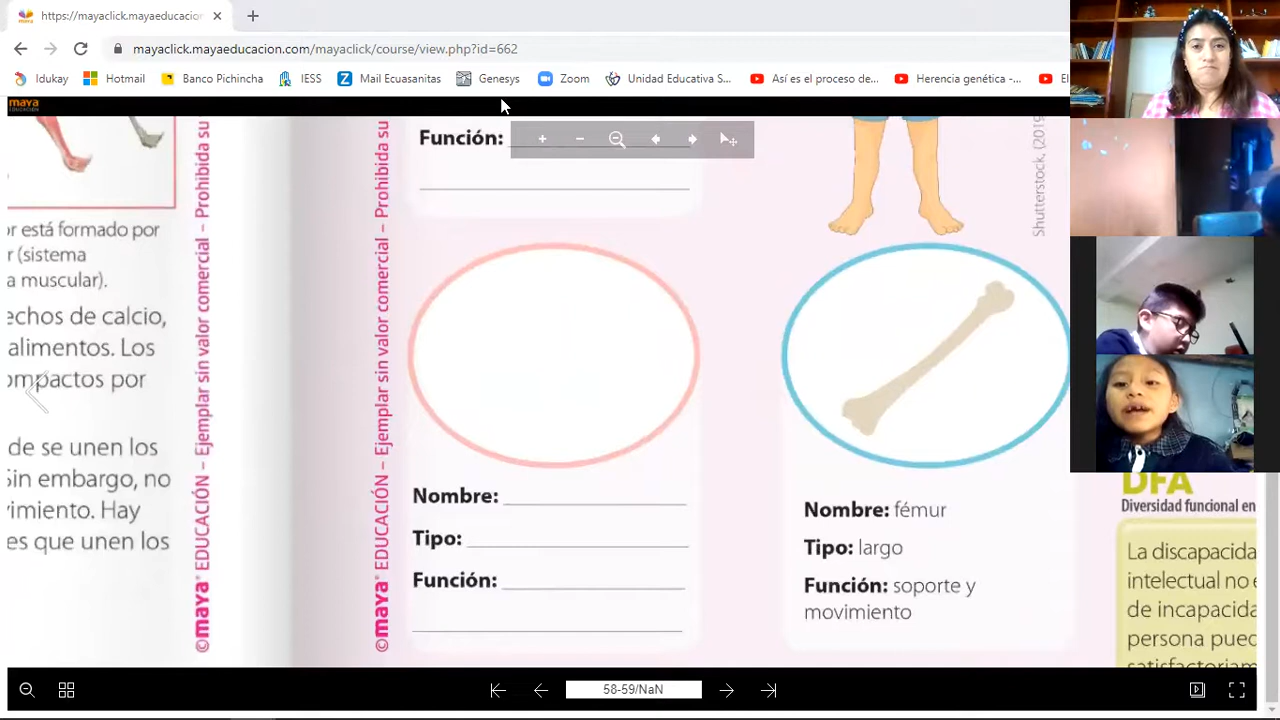 https://mayaclick.mayaeducacion
mayaclick.mayaeducacion.com/mayaclick/course/view.php?id=662
Idukay
Hotmail
Banco Pichincha
IESS
Mail Ecuasanitas
Genesys
Zoom
Unidad Educativa S...
Así es el proceso de...
Herencia genética -...
El
maya
EDUCACIÓN
or está formado por
r (sistema
a muscular).
echos de calcio,
alimentos. Los
ompactos por
de se unen los
Sin embargo, no
vimiento. Hay
es que unen los
©maya® EDUCACIÓN – Ejemplar sin valor comercial – Prohibida su
©maya® EDUCACIÓN – Ejemplar sin valor comercial – Prohibida su
Función:
Nombre:
Tipo:
Función:
Shutterstock, (2019
Nombre: fémur
Tipo: largo
Función: soporte y
movimiento
DFA
Diversidad funcional en
La discapacida
intelectual no e
de incapacida
persona pued
satisfactoriam
58-59/NaN